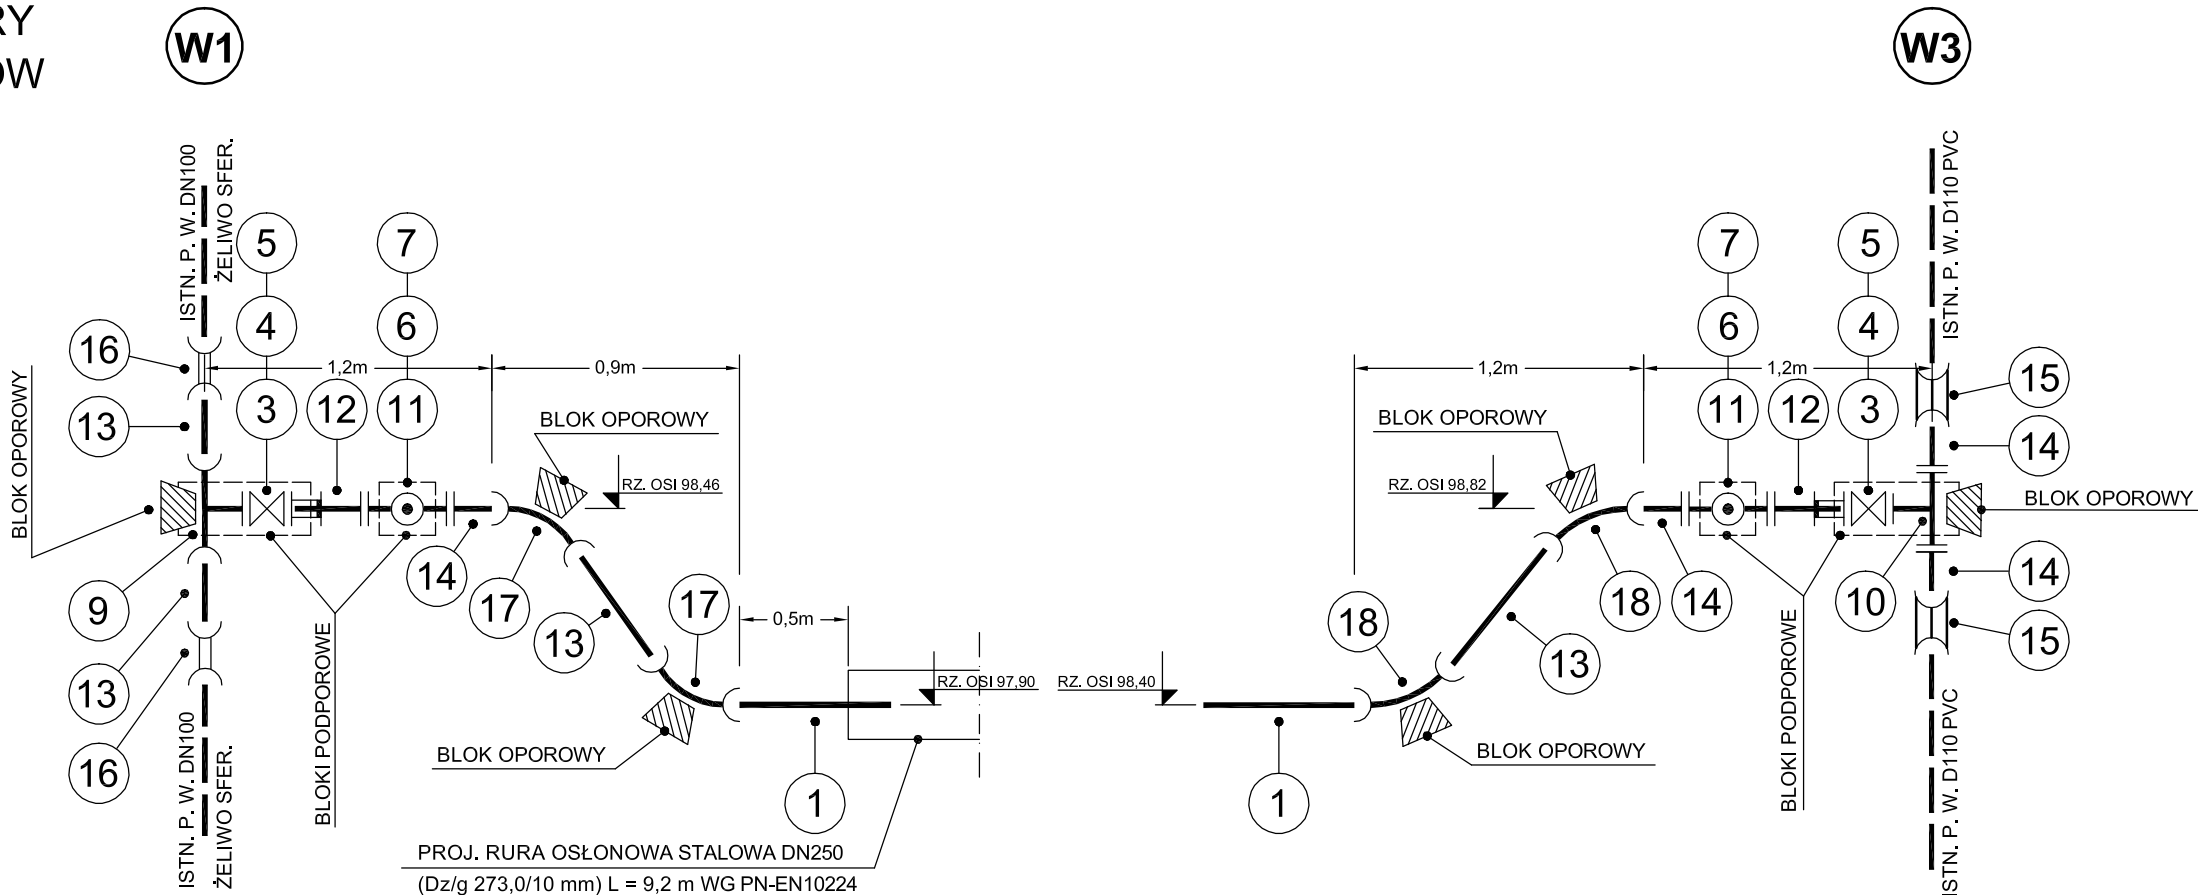 RY
OW
W1
ISTN. P. W. DN100
ŻELIWO SFER.
5
7
4
6
16
1,2m
0,9m
BLOK OPOROWY
13
3
12
11
BLOK OPOROWY
RZ. OSI 98,46
9
14
17
17
13
0,5m
13
RZ. OSI 97,90
16
BLOKI PODPOROWE
BLOK OPOROWY
1
ISTN. P. W. DN100
ŻELIWO SFER.
PROJ. RURA OSŁONOWA STALOWA DN250
(Dz/g 273,0/10 mm) L = 9,2 m WG PN-EN10224
W3
ISTN. P. W. D110 PVC
7
5
6
4
1,2m
1,2m
15
BLOK OPOROWY
11
12
3
14
RZ. OSI 98,82
BLOK OPOROWY
18
18
14
10
14
13
15
RZ. OSI 98,40
BLOK OPOROWY
BLOKI PODPOROWE
1
ISTN. P. W. D110 PVC